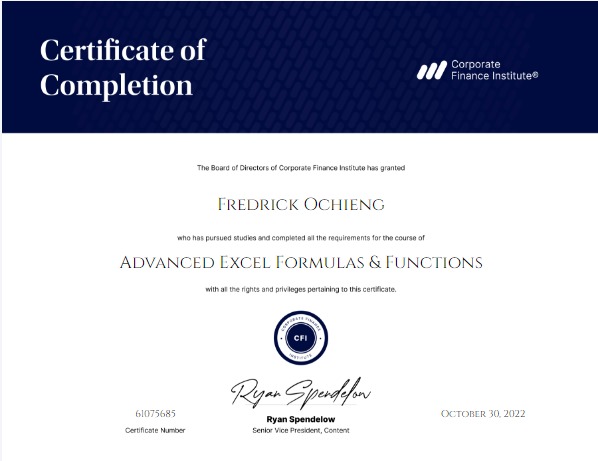 Certificate of
Completion
Corporate
Finance Institute®
The Board of Directors of Corporate Finance Institute has granted
FREDRICK OCHIENG
who has pursued studies and completed all the requirements for the course of
ADVANCED EXCEL FORMULAS & FUNCTIONS
with all the rights and privileges pertaining to this certificate.
CORPORATE FINANCE
CFI
INSTITUTE
Ryan Spendelow
61075685
Certificate Number
Ryan Spendelow
Senior Vice President, Content
OCTOBER 30, 2022